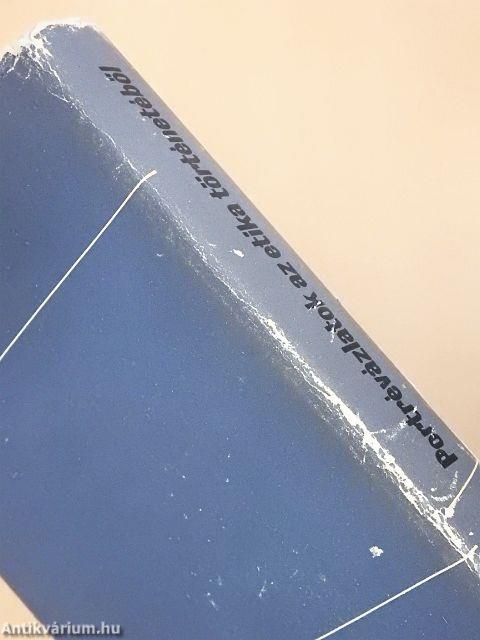 Portrévázlatok az etika történetéből
Antikvárium.hu